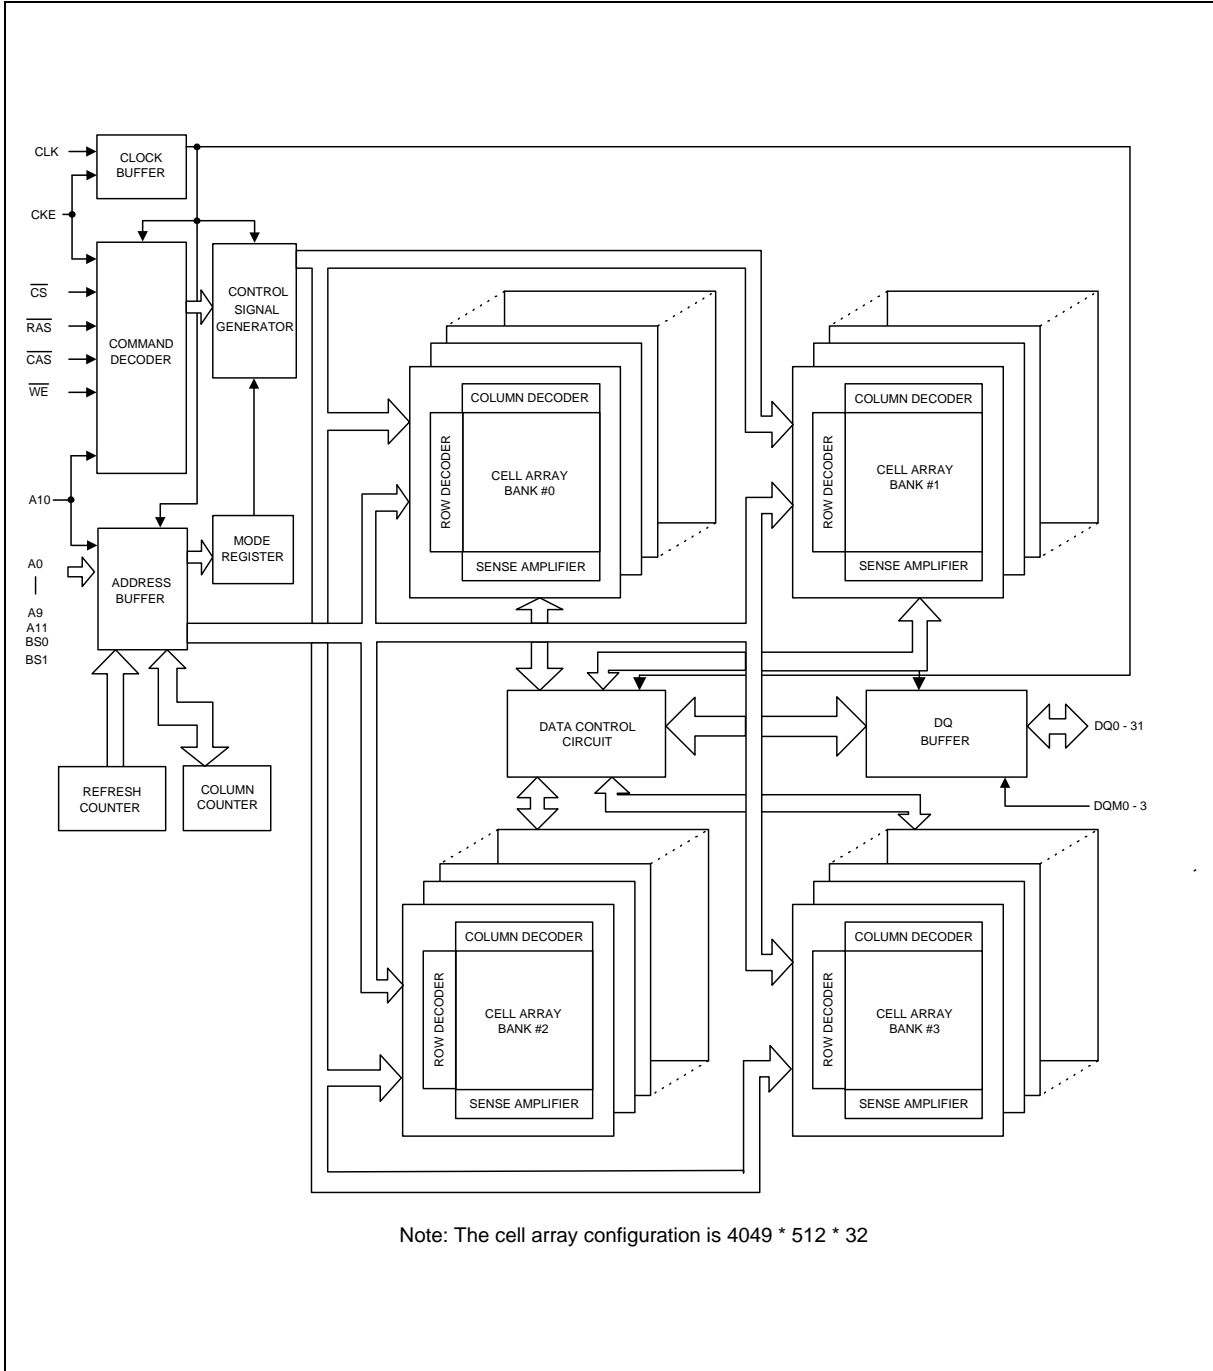 CLK
CLOCK
BUFFER
CKE
CS
RAS
CAS
WE
COMMAND
DECODER
CONTROL
SIGNAL
GENERATOR
A10
A0
A9
A11
BS0
BS1
ADDRESS
BUFFER
MODE
REGISTER
REFRESH
COUNTER
COLUMN
COUNTER
COLUMN DECODER
ROW DECODER
CELL ARRAY
BANK #0
SENSE AMPLIFIER
COLUMN DECODER
ROW DECODER
CELL ARRAY
BANK #1
SENSE AMPLIFIER
DATA CONTROL
CIRCUIT
DQ
BUFFER
DQ0 - 31
DQM0 - 3
COLUMN DECODER
ROW DECODER
CELL ARRAY
BANK #2
SENSE AMPLIFIER
COLUMN DECODER
ROW DECODER
CELL ARRAY
BANK #3
SENSE AMPLIFIER
Note: The cell array configuration is 4049 * 512 * 32